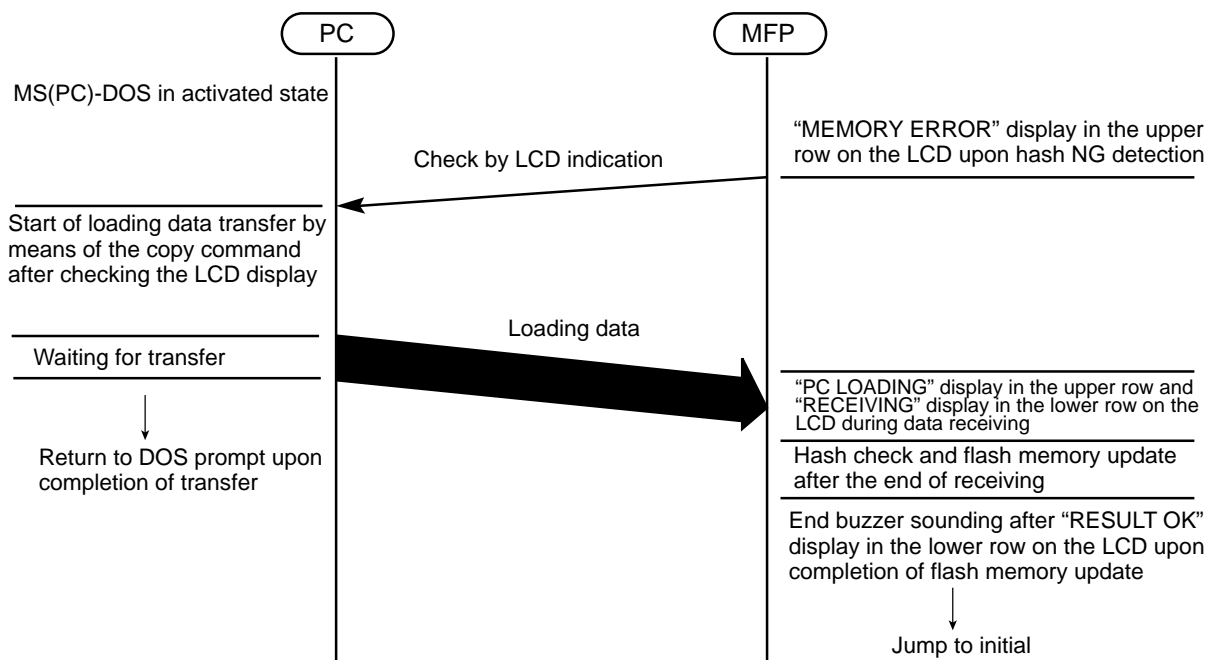 PC
MFP
MS(PC)-DOS in activated state
“MEMORY ERROR” display in the upper
row on the LCD upon hash NG detection
Check by LCD indication
Start of loading data transfer by
means of the copy command
after checking the LCD display
Loading data
Waiting for transfer
“PC LOADING” display in the upper row and
“RECEIVING” display in the lower row on the
LCD during data receiving
Return to DOS prompt upon
completion of transfer
Hash check and flash memory update
after the end of receiving
End buzzer sounding after “RESULT OK”
display in the lower row on the LCD upon
completion of flash memory update
Jump to initial